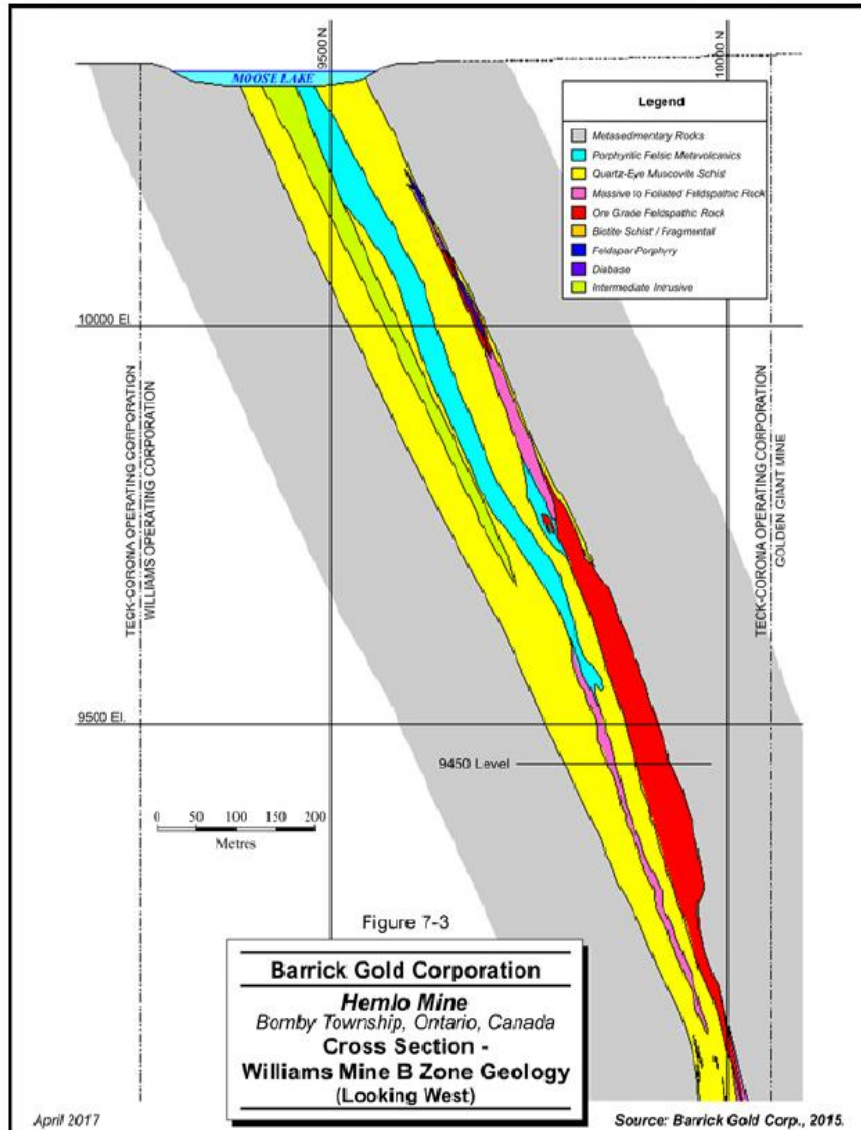 9500 N
10000 N
MOOSE LAKE
Legend
Metasedimentary Rocks
Porphyritic Felsic Metavolcanics
Quartz-Eye Muscovite Schist
Massive to Foliated Feldspathic Rock
Ore Grade Feldspathic Rock
Biotite Schist / Fragmental
Feldspar Porphyry
Diabase
Intermediate Intrusive
10000 El.
TECK-CORONA OPERATING CORPORATION
WILLIAMS OPERATING CORPORATION
TECK-CORONA OPERATING CORPORATION
GOLDEN GIANT MINE
9500 El.
9450 Level
0 50 100 150 200
Metres
Figure 7-3
Barrick Gold Corporation
Hemlo Mine
Bomby Township, Ontario, Canada
Cross Section -
Williams Mine B Zone Geology
(Looking West)
April 2017
Source: Barrick Gold Corp., 2015.